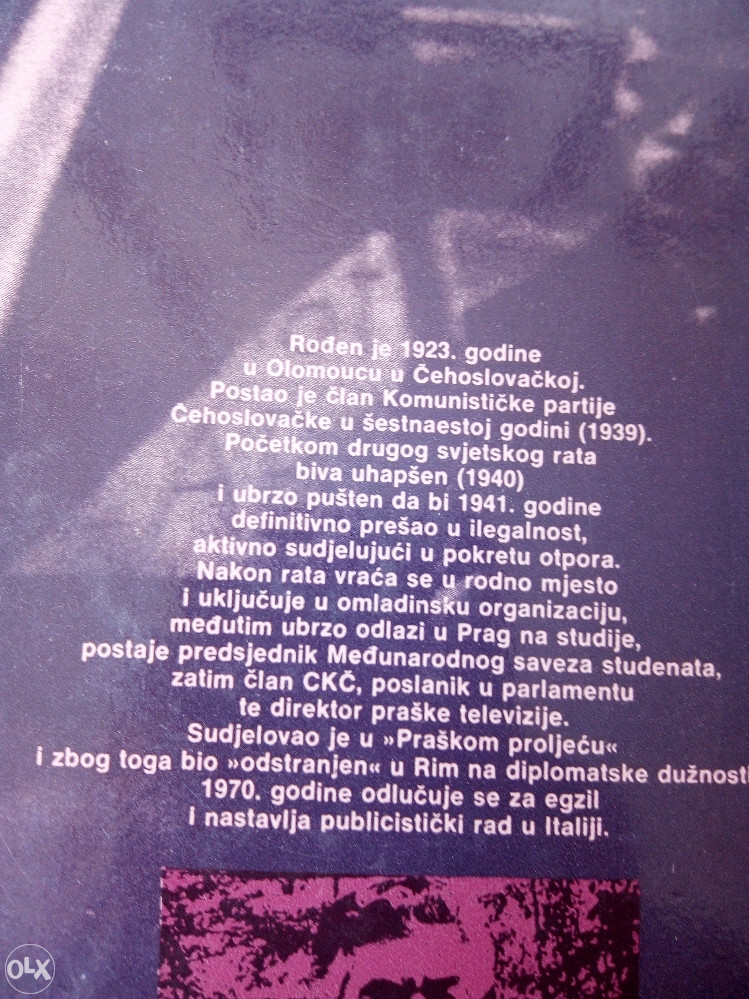 Rođen je 1923. godine
u Olomoucu u Čehoslovačkoj.
Postao je član Komunističke partije
Čehoslovačke u šestnaestoj godini (1939).
Početkom drugog svjetskog rata
biva uhapšen (1940)
i ubrzo pušten da bi 1941. godine
definitivno prešao u ilegalnost,
aktivno sudjelujući u pokretu otpora.
Nakon rata vraća se u rodno mjesto
i uključuje u omladinsku organizaciju,
međutim ubrzo odlazi u Prag na studije,
postaje predsjednik Međunarodnog saveza studenata,
zatim član CKČ, poslanik u parlamentu
te direktor praške televizije.
Sudjelovao je u »Praškom proljeću«
i zbog toga bio »odstranjen« u Rim na diplomatske dužnosti
1970. godine odlučuje se za egzil
i nastavlja publicistički rad u Italiji.
OLX